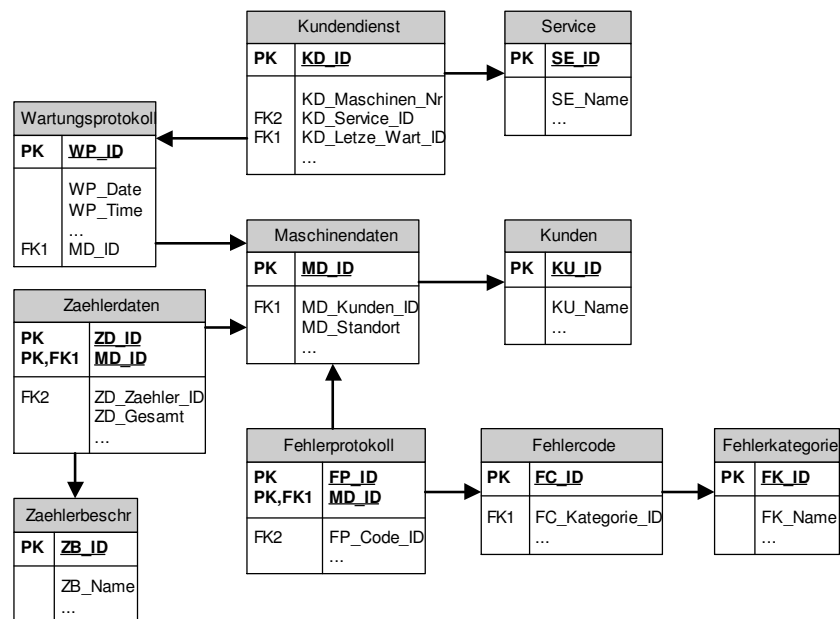 Kundendienst
PK KD_ID
KD_Maschinen_Nr
FK2 KD_Service_ID
FK1 KD_Letze_Wart_ID
...
Service
PK SE_ID
SE_Name
...
Wartungsprotokoll
PK WP_ID
WP_Date
WP_Time
...
FK1 MD_ID
Maschinendaten
PK MD_ID
FK1 MD_Kunden_ID
MD_Standort
...
Kunden
PK KU_ID
KU_Name
...
Zaehlerdaten
PK ZD_ID
PK,FK1 MD_ID
FK2 ZD_Zaehler_ID
ZD_Gesamt
...
Fehlerprotokoll
PK FP_ID
PK,FK1 MD_ID
FK2 FP_Code_ID
...
Fehlercode
PK FC_ID
FK1 FC_Kategorie_ID
...
Fehlerkategorie
PK FK_ID
FK_Name
...
Zaehlerbeschr
PK ZB_ID
ZB_Name
...